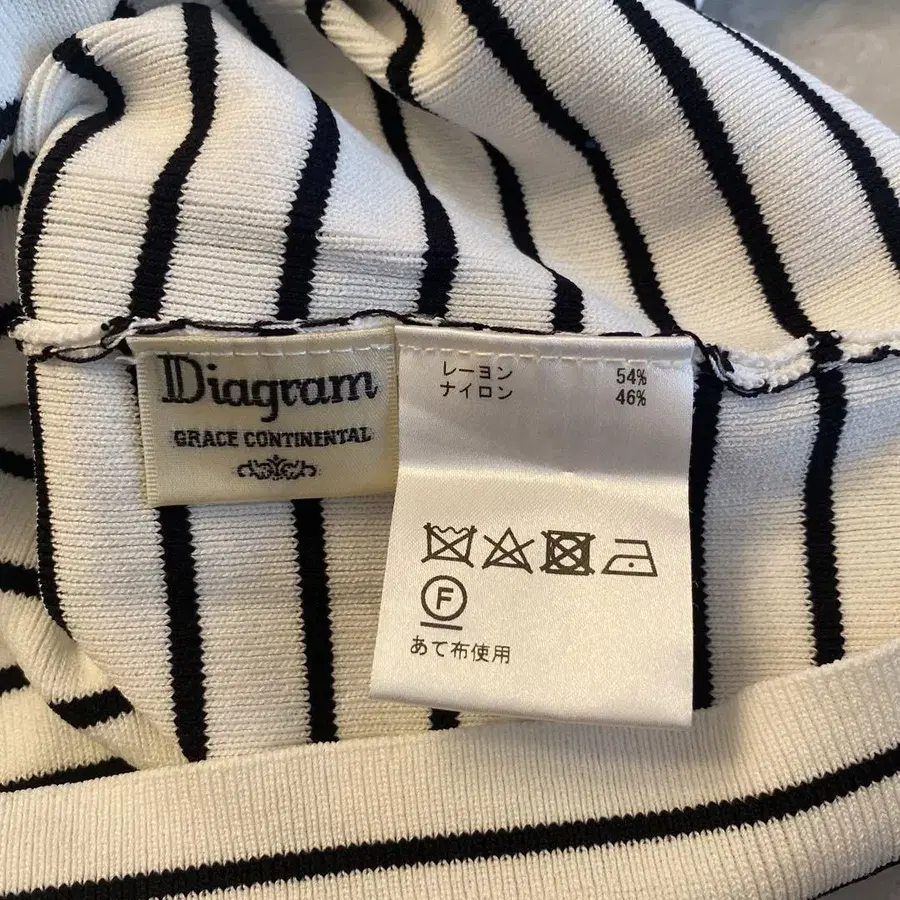 Diagram
GRACE CONTINENTAL
レーヨン 54%
ナイロン 46%
F
あて布使用